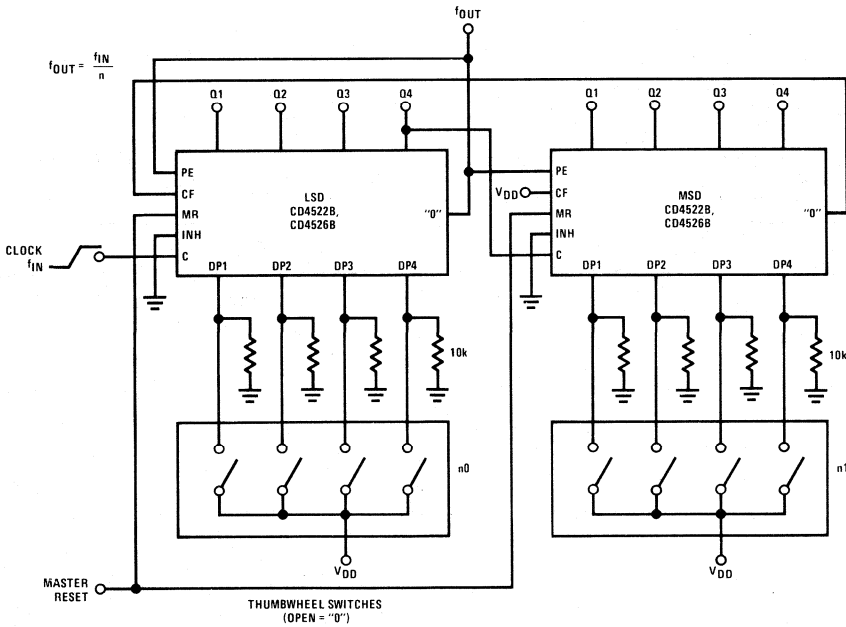 fOUT
fOUT = fIN
n
Q1 Q2 Q3 Q4
Q1 Q2 Q3 Q4
PE
CF
MR
INH
C
LSD
CD4522B,
CD4526B
"0"
DP1 DP2 DP3 DP4
PE
VDD CF
MR
INH
C
MSD
CD4522B,
CD4526B
"0"
DP1 DP2 DP3 DP4
CLOCK
fIN
10k
10k
n0
n1
VDD
VDD
MASTER
RESET
THUMBWHEEL SWITCHES
(OPEN = "0")